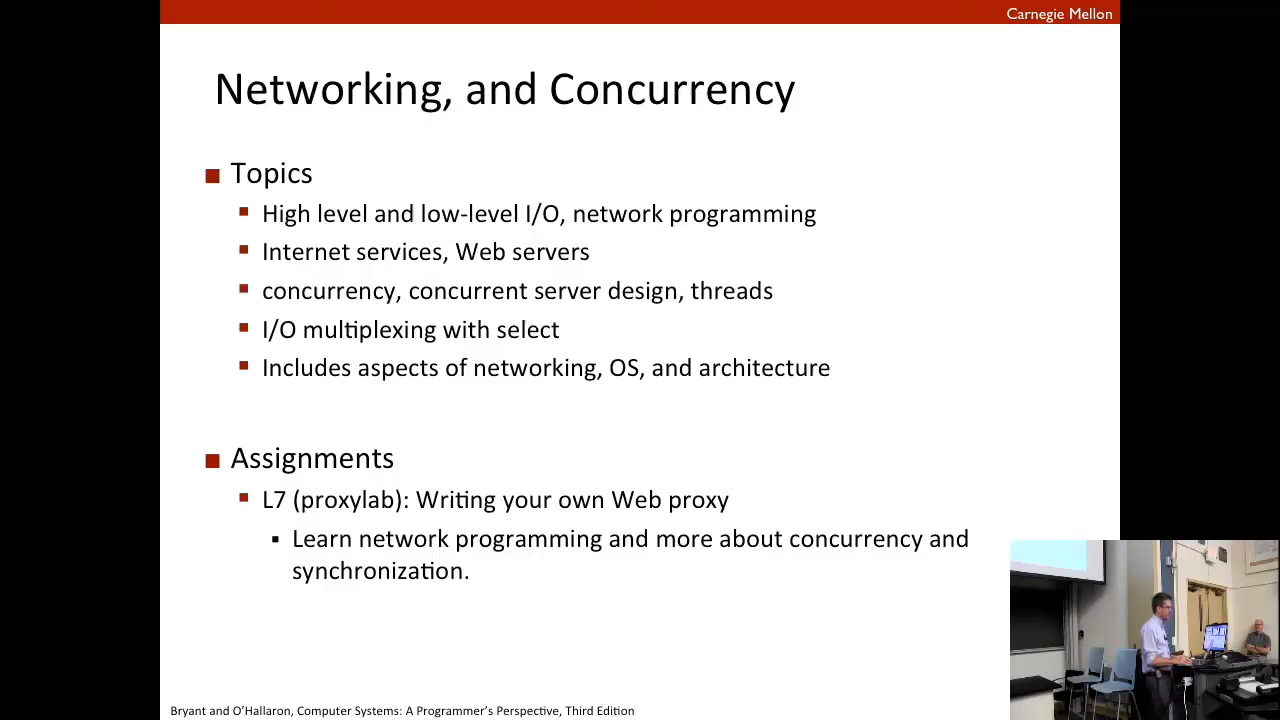 Carnegie Mellon
Networking, and Concurrency
Topics
High level and low-level I/O, network programming
Internet services, Web servers
concurrency, concurrent server design, threads
I/O multiplexing with select
Includes aspects of networking, OS, and architecture
Assignments
L7 (proxylab): Writing your own Web proxy
Learn network programming and more about concurrency and
synchronization.
Bryant and O'Hallaron, Computer Systems: A Programmer's Perspective, Third Edition